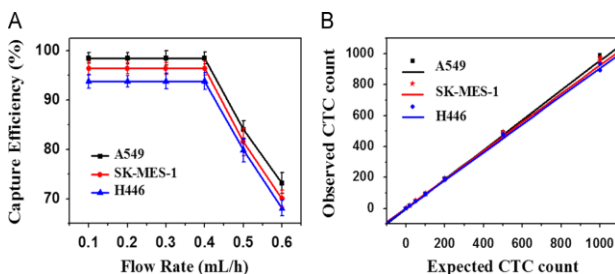 A
Capture Efficiency (%)
100
90
80
70
A549
SK-MES-1
H446
0.1 0.2 0.3 0.4 0.5 0.6
Flow Rate (mL/h)
B
Observed CTC count
1000
800
600
400
200
0
A549
SK-MES-1
H446
0 200 400 600 800 1000
Expected CTC count